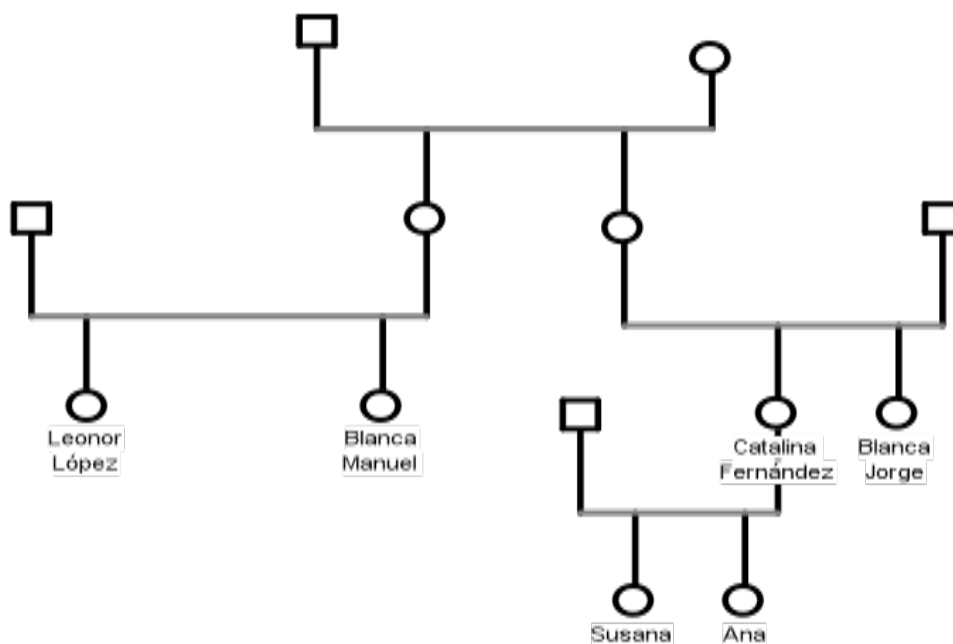 Leonor
López
Blanca
Manuel
Catalina
Fernández
Blanca
Jorge
Susana
Ana